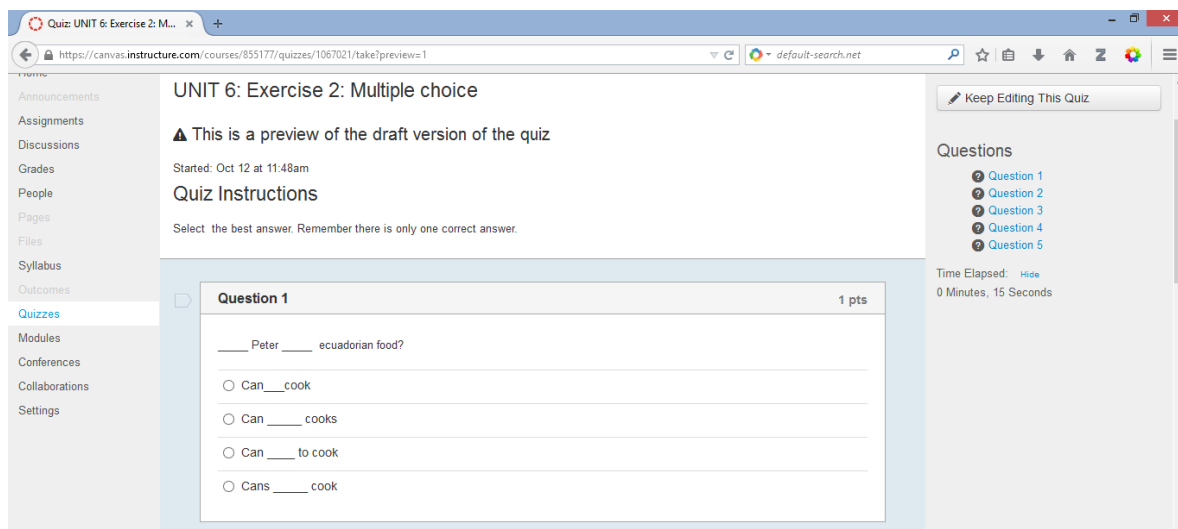 Quiz: UNIT 6: Exercise 2: M...
https://canvas.instructure.com/courses/855177/quizzes/1067021/take?preview=1
default-search.net
Home
Announcements
Assignments
Discussions
Grades
People
Pages
Files
Syllabus
Outcomes
Quizzes
Modules
Conferences
Collaborations
Settings
UNIT 6: Exercise 2: Multiple choice
This is a preview of the draft version of the quiz
Started: Oct 12 at 11:48am
Quiz Instructions
Select the best answer. Remember there is only one correct answer.
Question 1 1 pts
_____ Peter _____ ecuadorian food?
Can___cook
Can _____ cooks
Can ____ to cook
Cans _____ cook
Keep Editing This Quiz
Questions
Question 1
Question 2
Question 3
Question 4
Question 5
Time Elapsed: Hide
0 Minutes, 15 Seconds